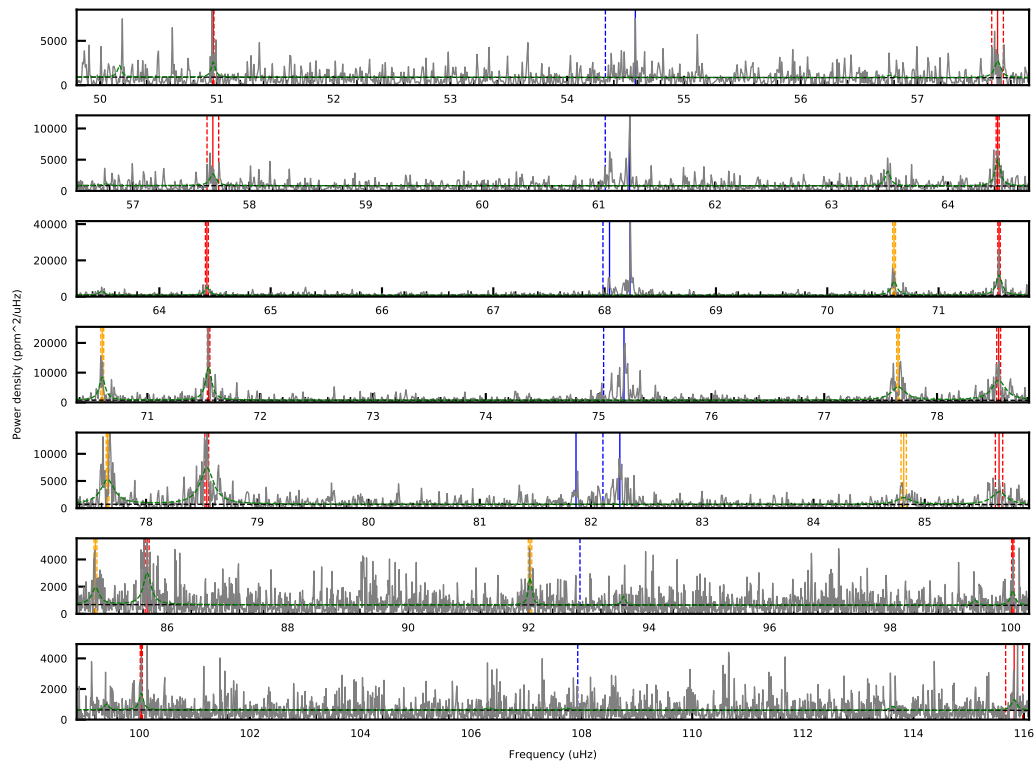 5000
0
50 51 52 53 54 55 56 57
10000
5000
0
57 58 59 60 61 62 63 64
40000
20000
0
64 65 66 67 68 69 70 71
20000
10000
0
71 72 73 74 75 76 77 78
Power density (ppm^2/uHz)
10000
5000
0
78 79 80 81 82 83 84 85
4000
2000
0
86 88 90 92 94 96 98 100
4000
2000
0
100 102 104 106 108 110 112 114 116
Frequency (uHz)